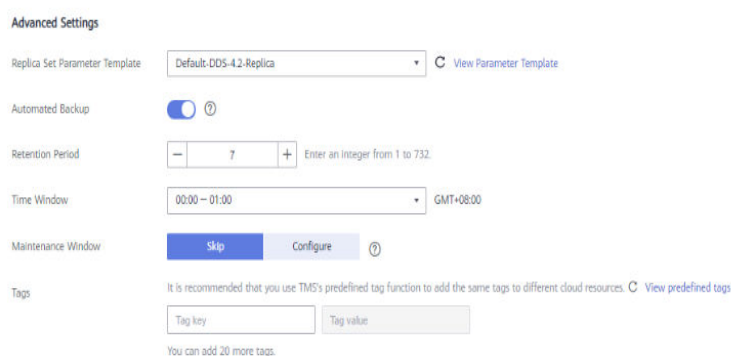 Advanced Settings
Replica Set Parameter Template Default-DDS-4.2-Replica View Parameter Template
Automated Backup
Retention Period − 7 + Enter an integer from 1 to 732.
Time Window 00:00 — 01:00 GMT+08:00
Maintenance Window Skip Configure
Tags It is recommended that you use TMS's predefined tag function to add the same tags to different cloud resources. View predefined tags
Tag key Tag value
You can add 20 more tags.